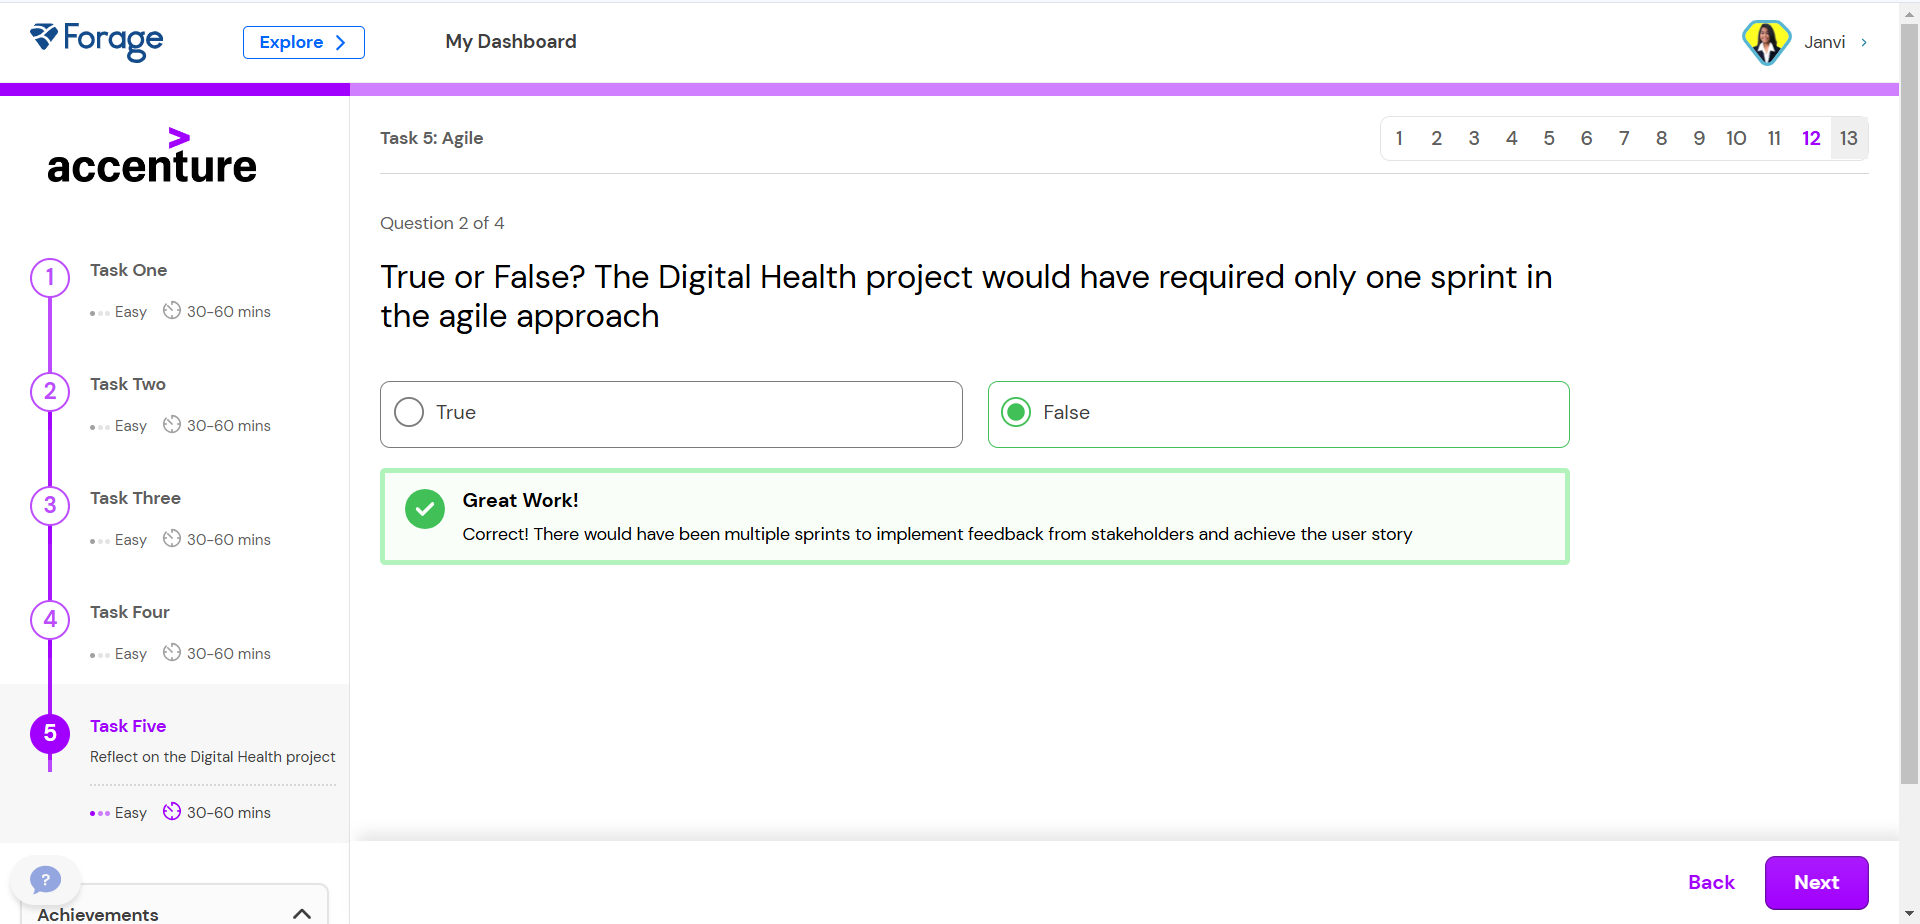 Forage
Explore
My Dashboard
Janvi
accenture
Task One
Easy 30-60 mins
Task Two
Easy 30-60 mins
Task Three
Easy 30-60 mins
Task Four
Easy 30-60 mins
5
Task Five
Reflect on the Digital Health project
Easy 30-60 mins
?
Achievements
1
2
3
4
Task 5: Agile
1 2 3 4 5 6 7 8 9 10 11 12 13
Question 2 of 4
True or False? The Digital Health project would have required only one sprint in
the agile approach
True
False
Great Work!
Correct! There would have been multiple sprints to implement feedback from stakeholders and achieve the user story
Back
Next